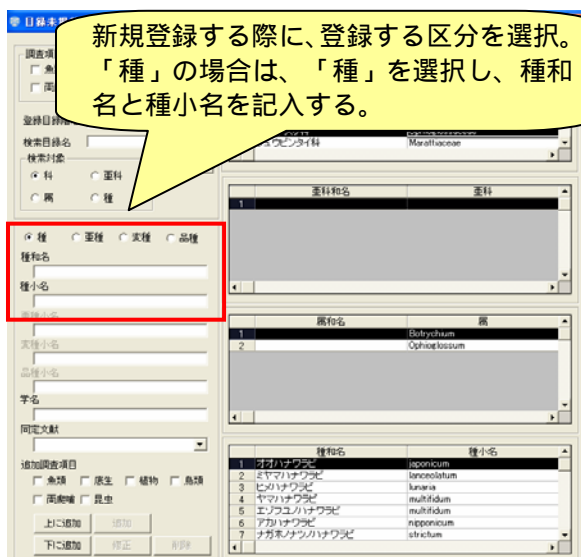 目録未
新規登録する際に、登録する区分を選択。
「種」の場合は、「種」を選択し、種和
名と種小名を記入する。
調査項
登録目録
検索目録名
検索対象
科 亜科
属 種
リュウビンタイ科 Marattiaceae
亜科和名 亜科
1
種 亜種 変種 品種
種和名
種小名
亜種小名
変種小名
品種小名
学名
同定文献
追加調査項目
魚類 底生 植物 鳥類
両爬哺 昆虫
上に追加 追加
下に追加 修正 削除
属和名 属
1 Botrychium
2 Ophioglossum
種和名 種小名
1 オオハナワラビ japonicum
2 ミヤマハナワラビ lanceolatum
3 ヒメハナワラビ lunaria
4 ヤマハナワラビ multifidum
5 エゾフユノハナワラビ multifidum
6 アカハナワラビ nipponicum
7 ナガホノナツノハナワラビ strictum